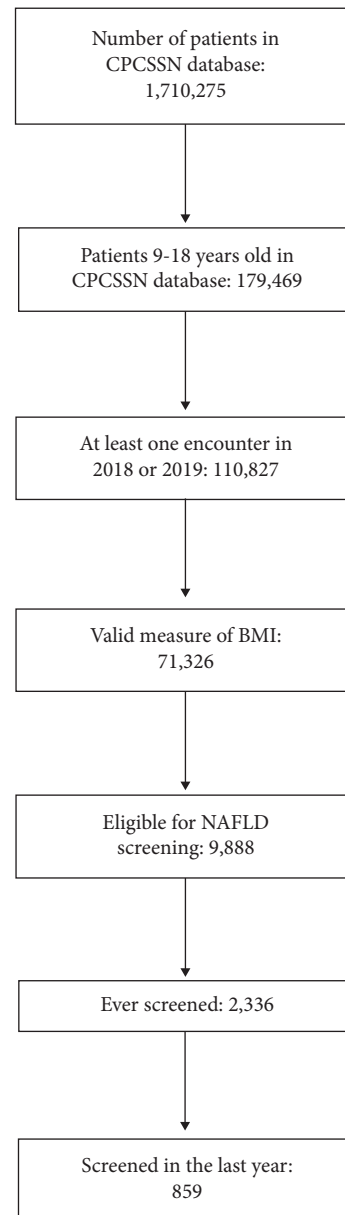 Number of patients in
CPCSSN database:
1,710,275
Patients 9-18 years old in
CPCSSN database: 179,469
At least one encounter in
2018 or 2019: 110,827
Valid measure of BMI:
71,326
Eligible for NAFLD
screening: 9,888
Ever screened: 2,336
Screened in the last year:
859